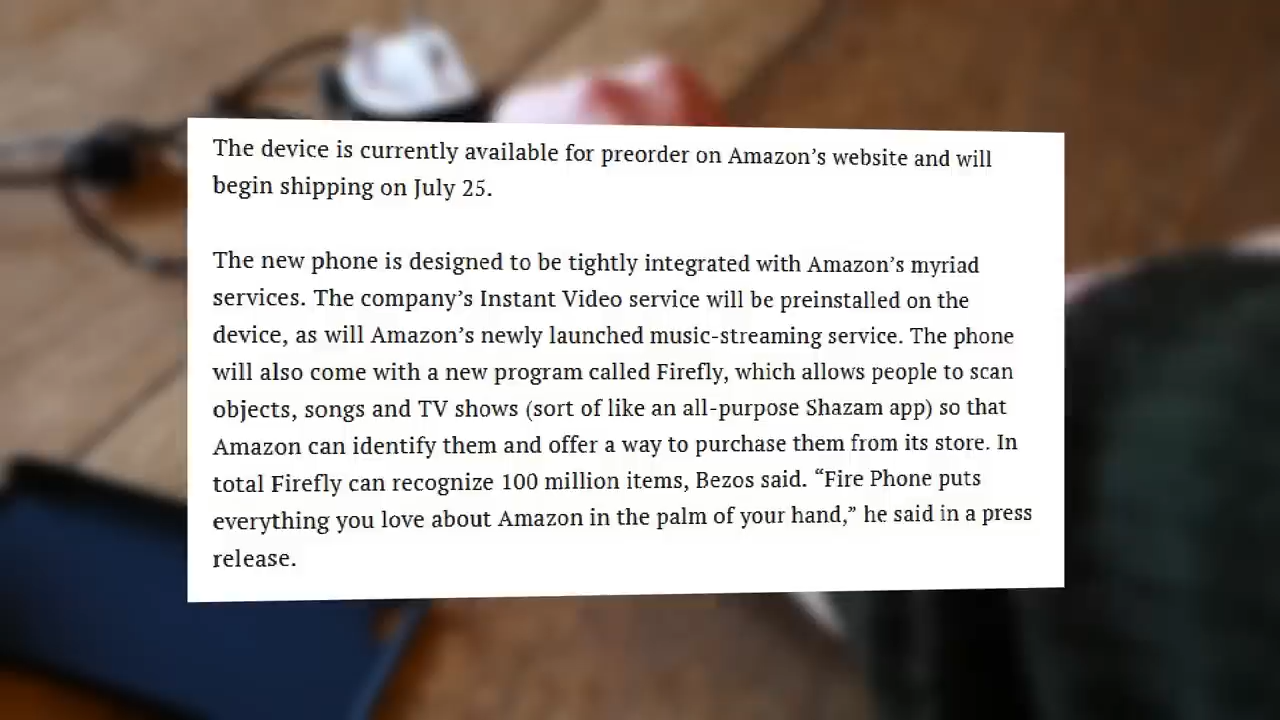 The device is currently available for preorder on Amazon’s website and will
begin shipping on July 25.
The new phone is designed to be tightly integrated with Amazon’s myriad
services. The company’s Instant Video service will be preinstalled on the
device, as will Amazon’s newly launched music-streaming service. The phone
will also come with a new program called Firefly, which allows people to scan
objects, songs and TV shows (sort of like an all-purpose Shazam app) so that
Amazon can identify them and offer a way to purchase them from its store. In
total Firefly can recognize 100 million items, Bezos said. “Fire Phone puts
everything you love about Amazon in the palm of your hand,” he said in a press
release.